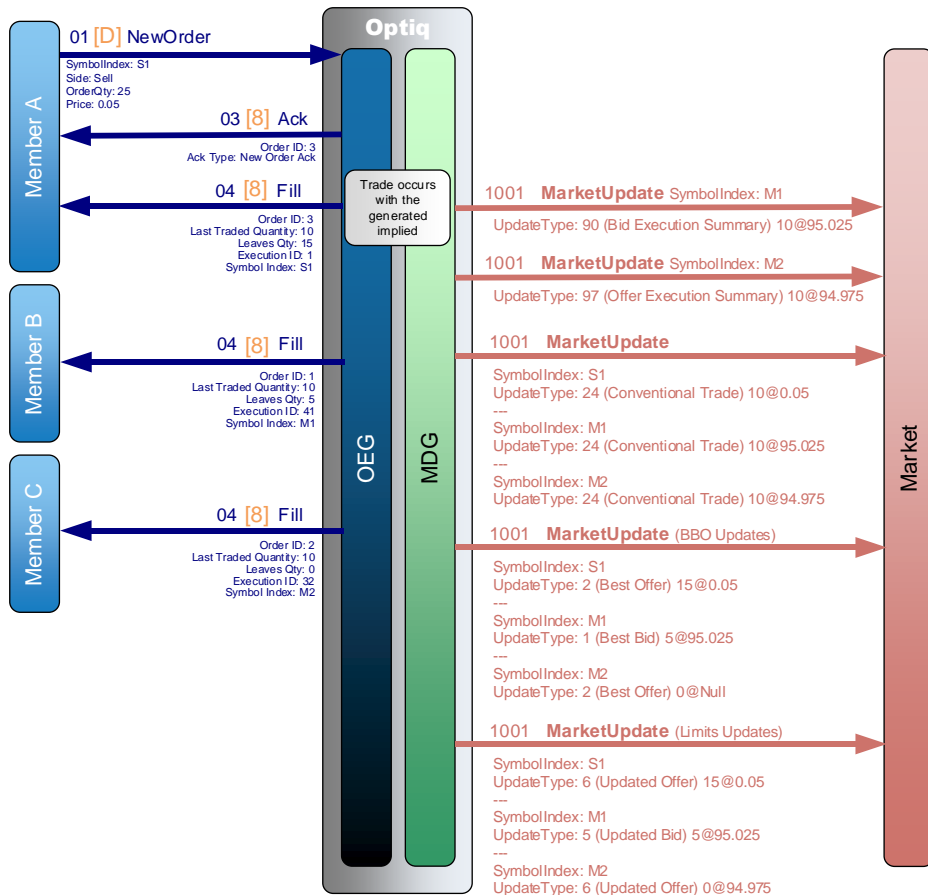 Optiq
01 [D] NewOrder
SymbolIndex: S1
Side: Sell
OrderQty: 25
Price: 0.05
Member A
03 [8] Ack
Order ID: 3
Ack Type: New Order Ack
04 [8] Fill
Order ID: 3
Last Traded Quantity: 10
Leaves Qty: 15
Execution ID: 1
Symbol Index: S1
Member B
04 [8] Fill
Order ID: 1
Last Traded Quantity: 10
Leaves Qty: 5
Execution ID: 41
Symbol Index: M1
Member C
04 [8] Fill
Order ID: 2
Last Traded Quantity: 10
Leaves Qty: 0
Execution ID: 32
Symbol Index: M2
Trade occurs
with the
generated
implied
OEG
MDG
1001 MarketUpdate SymbolIndex: M1
UpdateType: 90 (Bid Execution Summary) 10@95.025
1001 MarketUpdate SymbolIndex: M2
UpdateType: 97 (Offer Execution Summary) 10@94.975
1001 MarketUpdate
SymbolIndex: S1
UpdateType: 24 (Conventional Trade) 10@0.05
---
SymbolIndex: M1
UpdateType: 24 (Conventional Trade) 10@95.025
---
SymbolIndex: M2
UpdateType: 24 (Conventional Trade) 10@94.975
1001 MarketUpdate (BBO Updates)
SymbolIndex: S1
UpdateType: 2 (Best Offer) 15@0.05
---
SymbolIndex: M1
UpdateType: 1 (Best Bid) 5@95.025
---
SymbolIndex: M2
UpdateType: 2 (Best Offer) 0@Null
1001 MarketUpdate (Limits Updates)
SymbolIndex: S1
UpdateType: 6 (Updated Offer) 15@0.05
---
SymbolIndex: M1
UpdateType: 5 (Updated Bid) 5@95.025
---
SymbolIndex: M2
UpdateType: 6 (Updated Offer) 0@94.975
Market